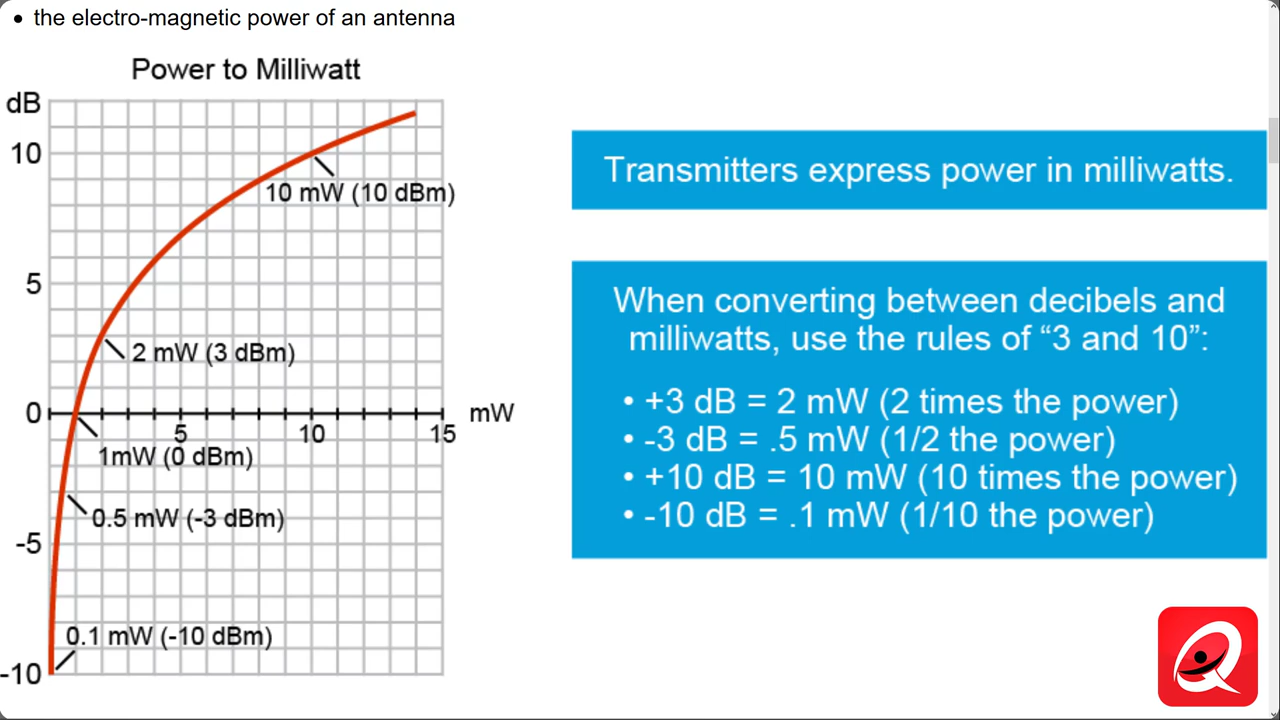 • the electro-magnetic power of an antenna
Power to Milliwatt
dB
10
10 mW (10 dBm)
5
2 mW (3 dBm)
0
mW
5
10
15
1mW (0 dBm)
0.5 mW (-3 dBm)
-5
0.1 mW (-10 dBm)
-10
Transmitters express power in milliwatts.
When converting between decibels and
milliwatts, use the rules of “3 and 10”:
• +3 dB = 2 mW (2 times the power)
• -3 dB = .5 mW (1/2 the power)
• +10 dB = 10 mW (10 times the power)
• -10 dB = .1 mW (1/10 the power)